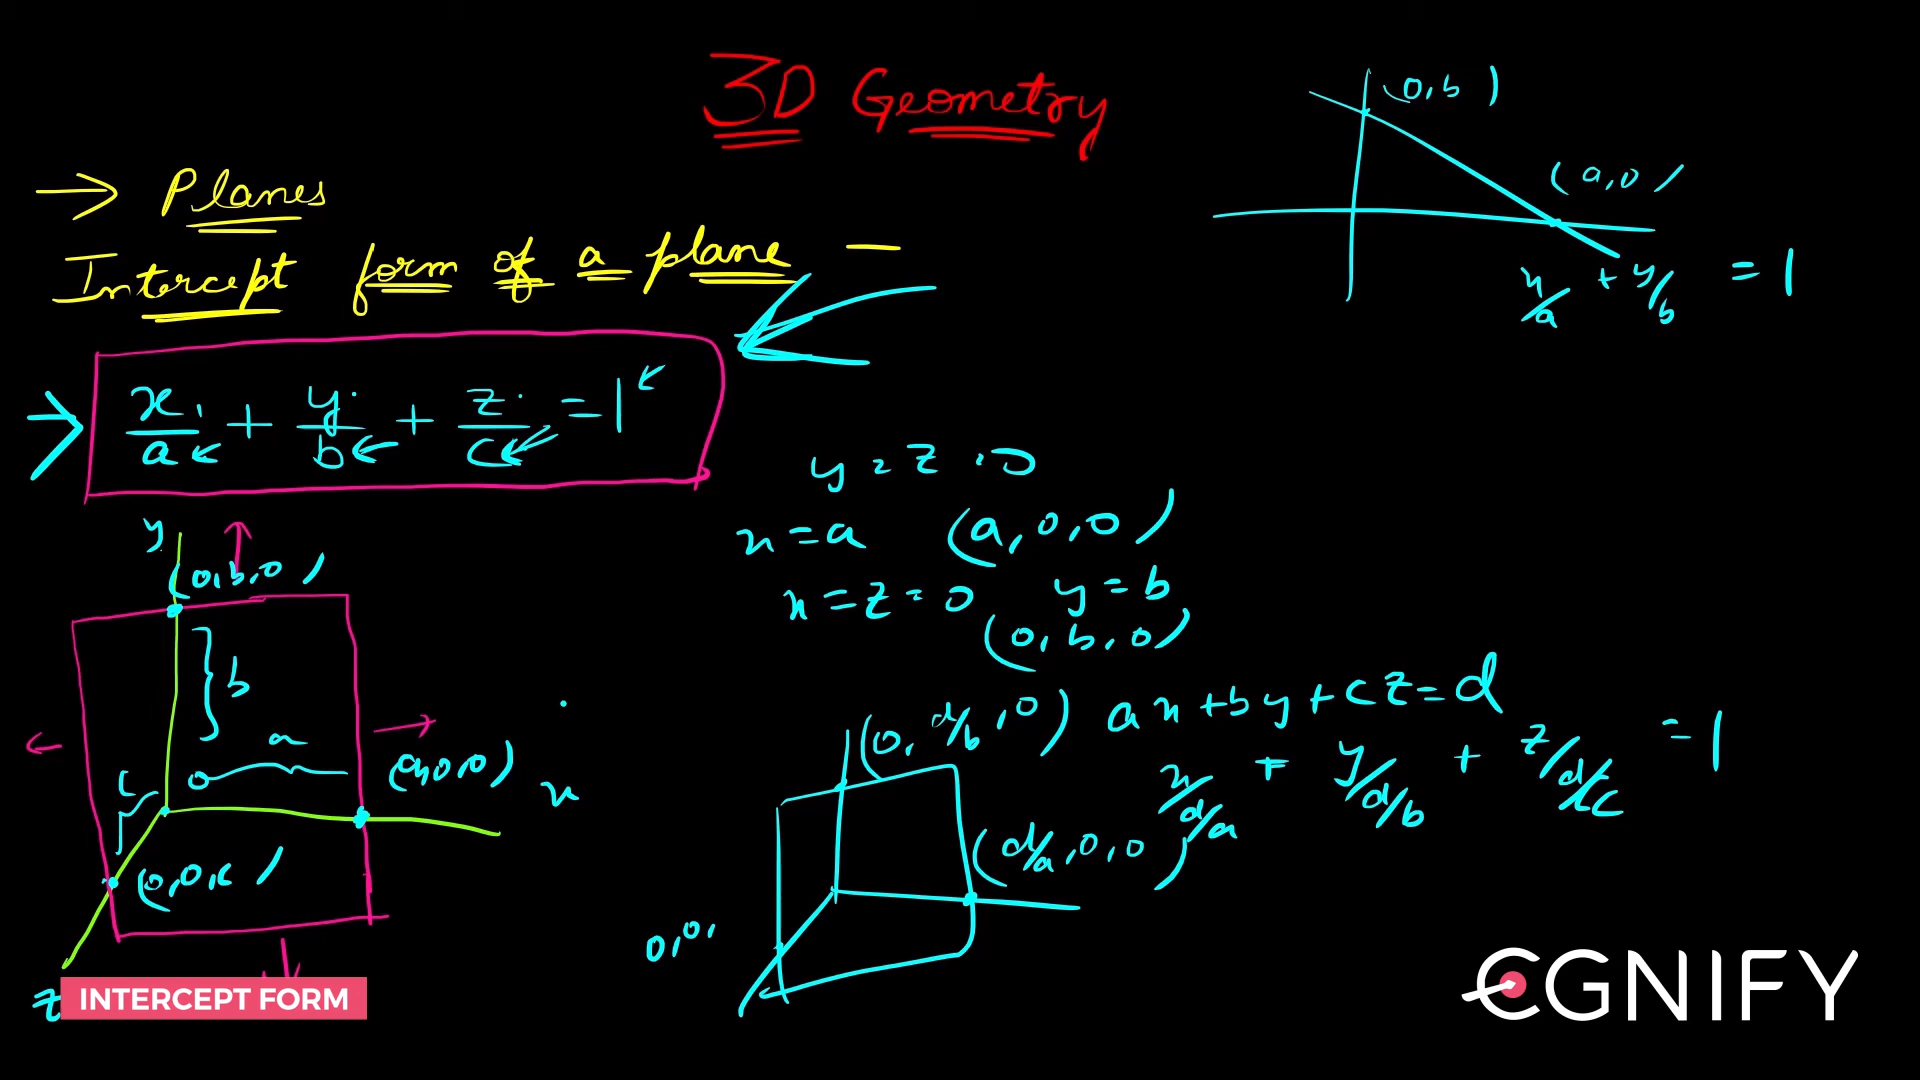 3D Geometry
(0,b)
(a,0)
x/a + y/b = 1
→ Planes
Intercept form of a plane —
x/a + y/b + z/c = 1
y = z = 0
x = a (a,0,0)
x = z = 0 y = b
(0,b,0)
y
(0,b,0)
}b
a
0
(a,0,0)
x
c
(0,0,c)
z
(0, d/b, 0) ax + by + cz = d
x/d/a + y/d/b + z/d/c = 1
(d/a, 0, 0)
0,0,
INTERCEPT FORM
EGNIFY